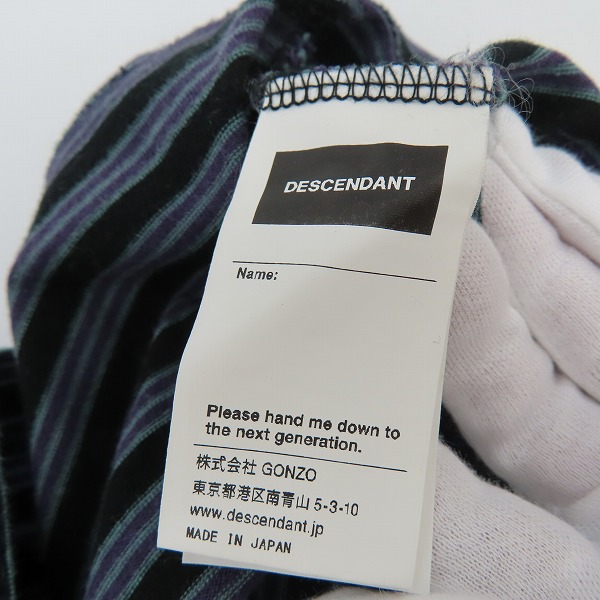 DESCENDANT
Name:
Please hand me down to
the next generation.
株式会社 GONZO
東京都港区南青山 5-3-10
www.descendant.jp
MADE IN JAPAN